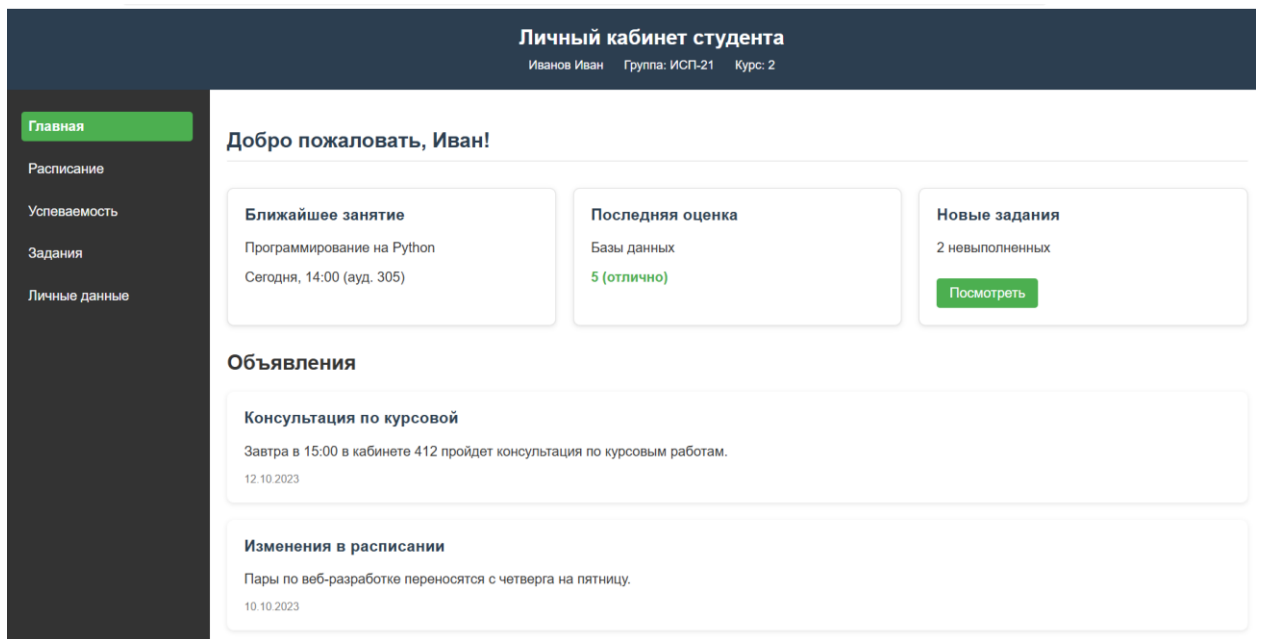 Личный кабинет студента
Иванов Иван Группа: ИСП-21 Курс: 2
Главная
Расписание
Успеваемость
Задания
Личные данные
Добро пожаловать, Иван!
Ближайшее занятие
Программирование на Python
Сегодня, 14:00 (ауд. 305)
Последняя оценка
Базы данных
5 (отлично)
Новые задания
2 невыполненных
Посмотреть
Объявления
Консультация по курсовой
Завтра в 15:00 в кабинете 412 пройдет консультация по курсовым работам.
12.10.2023
Изменения в расписании
Пары по веб-разработке переносятся с четверга на пятницу.
10.10.2023